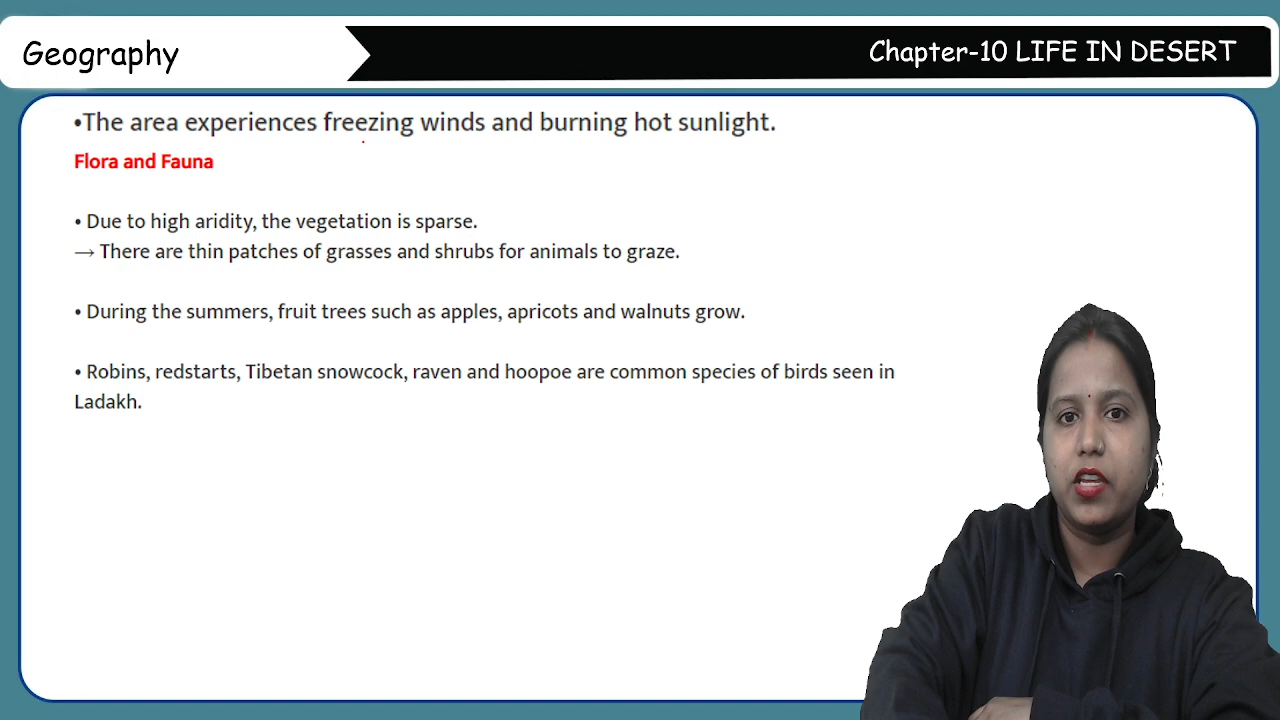 Geography
Chapter-10 LIFE IN DESERT
•The area experiences freezing winds and burning hot sunlight.
Flora and Fauna
• Due to high aridity, the vegetation is sparse.
→ There are thin patches of grasses and shrubs for animals to graze.
• During the summers, fruit trees such as apples, apricots and walnuts grow.
• Robins, redstarts, Tibetan snowcock, raven and hoopoe are common species of birds seen in
Ladakh.